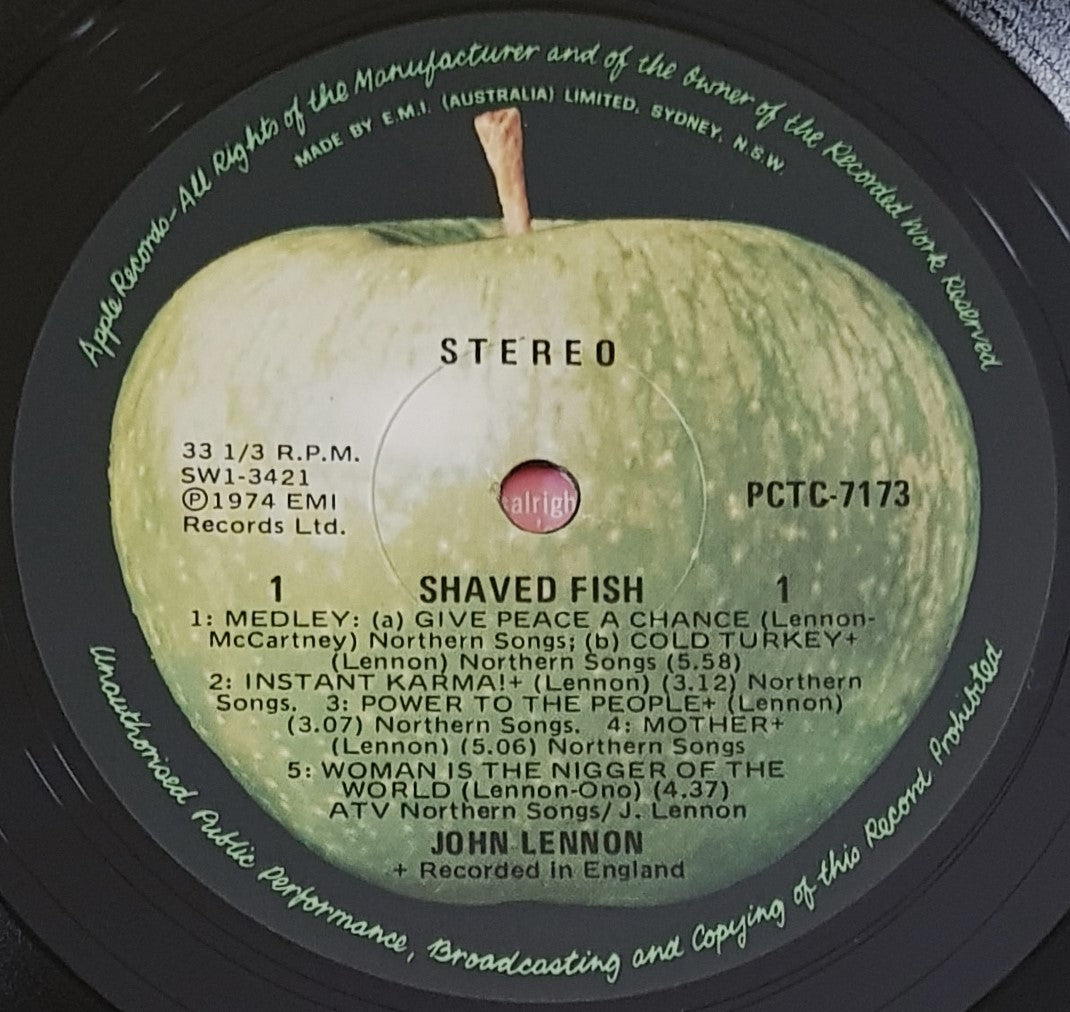 Apple Records-All Rights of the Manufacturer and of the Owner of the Recorded Work Reserved
MADE BY E.M.I. (AUSTRALIA) LIMITED, SYDNEY, N.S.W.
STEREO
33 1/3 R.P.M.
SW1-3421
Ⓟ1974 EMI
Records Ltd.
alrigh
PCTC-7173
1 SHAVED FISH 1
1: MEDLEY: (a) GIVE PEACE A CHANCE (Lennon-
McCartney) Northern Songs; (b) COLD TURKEY+
(Lennon) Northern Songs (5.58)
2: INSTANT KARMA!+ (Lennon) (3.12) Northern
Songs. 3: POWER TO THE PEOPLE+ (Lennon)
(3.07) Northern Songs. 4: MOTHER+
(Lennon) (5.06) Northern Songs
5: WOMAN IS THE NIGGER OF THE
WORLD (Lennon-Ono) (4.37)
ATV Northern Songs/ J. Lennon
JOHN LENNON
+ Recorded in England
Unauthorised Public Performance, Broadcasting and Copying of this Record Prohibited